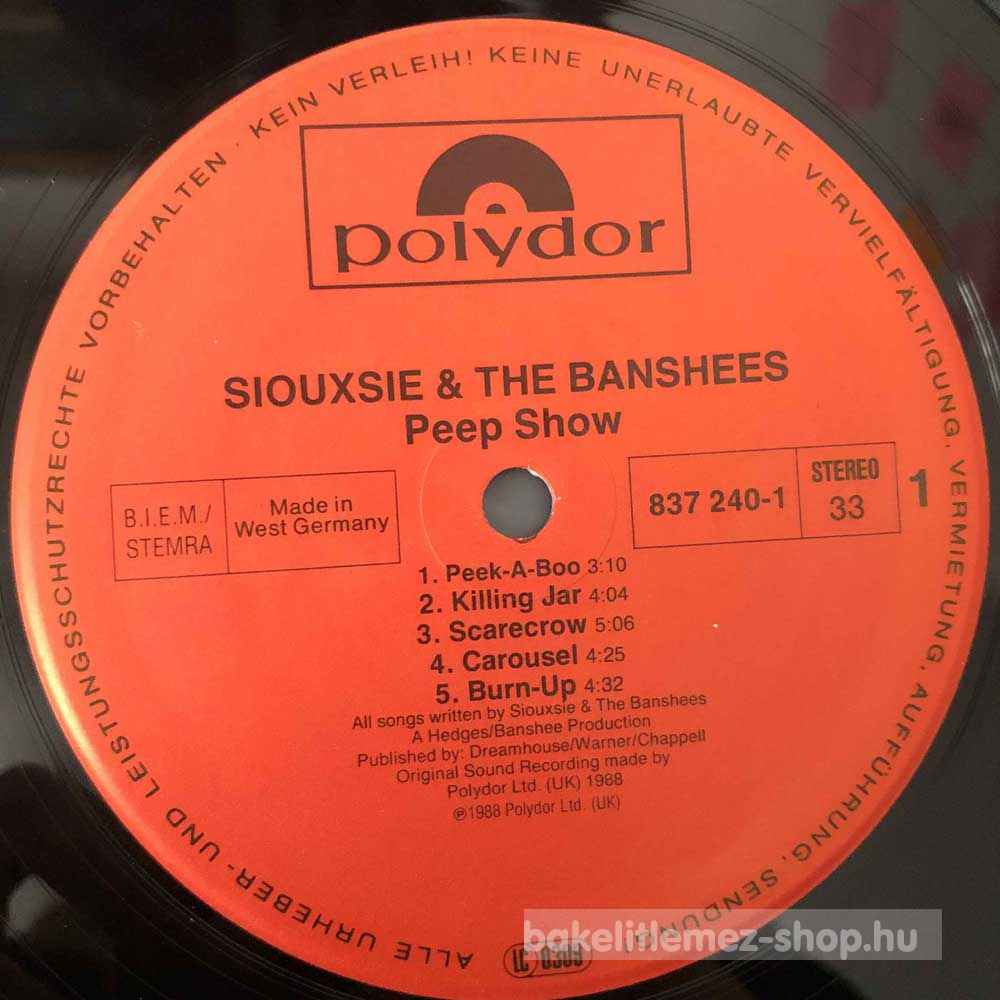 ALLE URHEBER- UND LEISTUNGSSCHUTZRECHTE VORBEHALTEN · KEIN VERLEIH! KEINE UNERLAUBTE VERVIELFÄLTIGUNG, VERMIETUNG, AUFFÜHRUNG, SENDUNG!
polydor
SIOUXSIE & THE BANSHEES
Peep Show
B.I.E.M./
STEMRA
Made in
West Germany
837 240-1
STEREO
33
1
1. Peek-A-Boo 3:10
2. Killing Jar 4:04
3. Scarecrow 5:06
4. Carousel 4:25
5. Burn-Up 4:32
All songs written by Siouxsie & The Banshees
A Hedges/Banshee Production
Published by: Dreamhouse/Warner/Chappell
Original Sound Recording made by
Polydor Ltd. (UK) 1988
℗1988 Polydor Ltd. (UK)
LC 0309
bakelitlemez-shop.hu